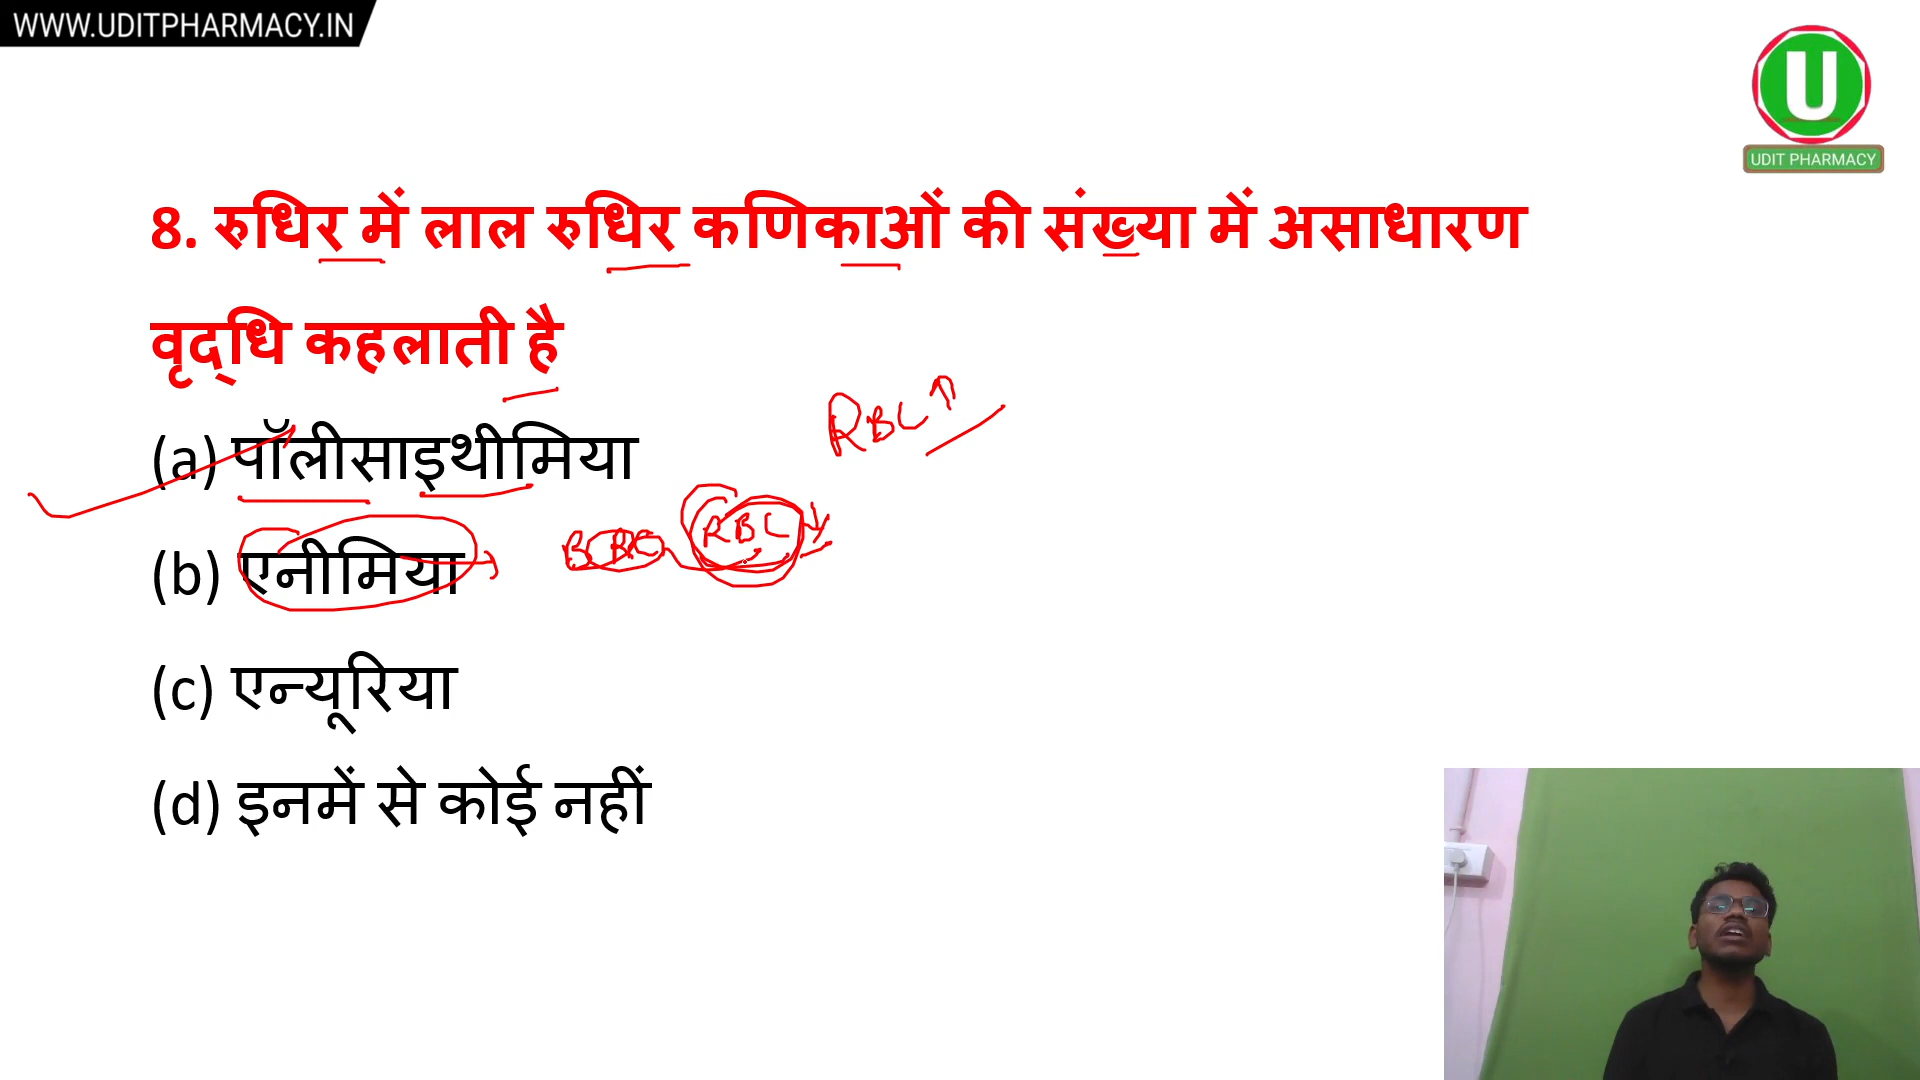 WWW.UDITPHARMACY.IN
U
UDIT PHARMACY
8. रुधिर में लाल रुधिर कणिकाओं की संख्या में असाधारण
वृद्धि कहलाती है
(a) पॉलीसाइथीमिया
RBC↑
(b) एनीमिया
RBC↓
(c) एन्यूरिया
(d) इनमें से कोई नहीं